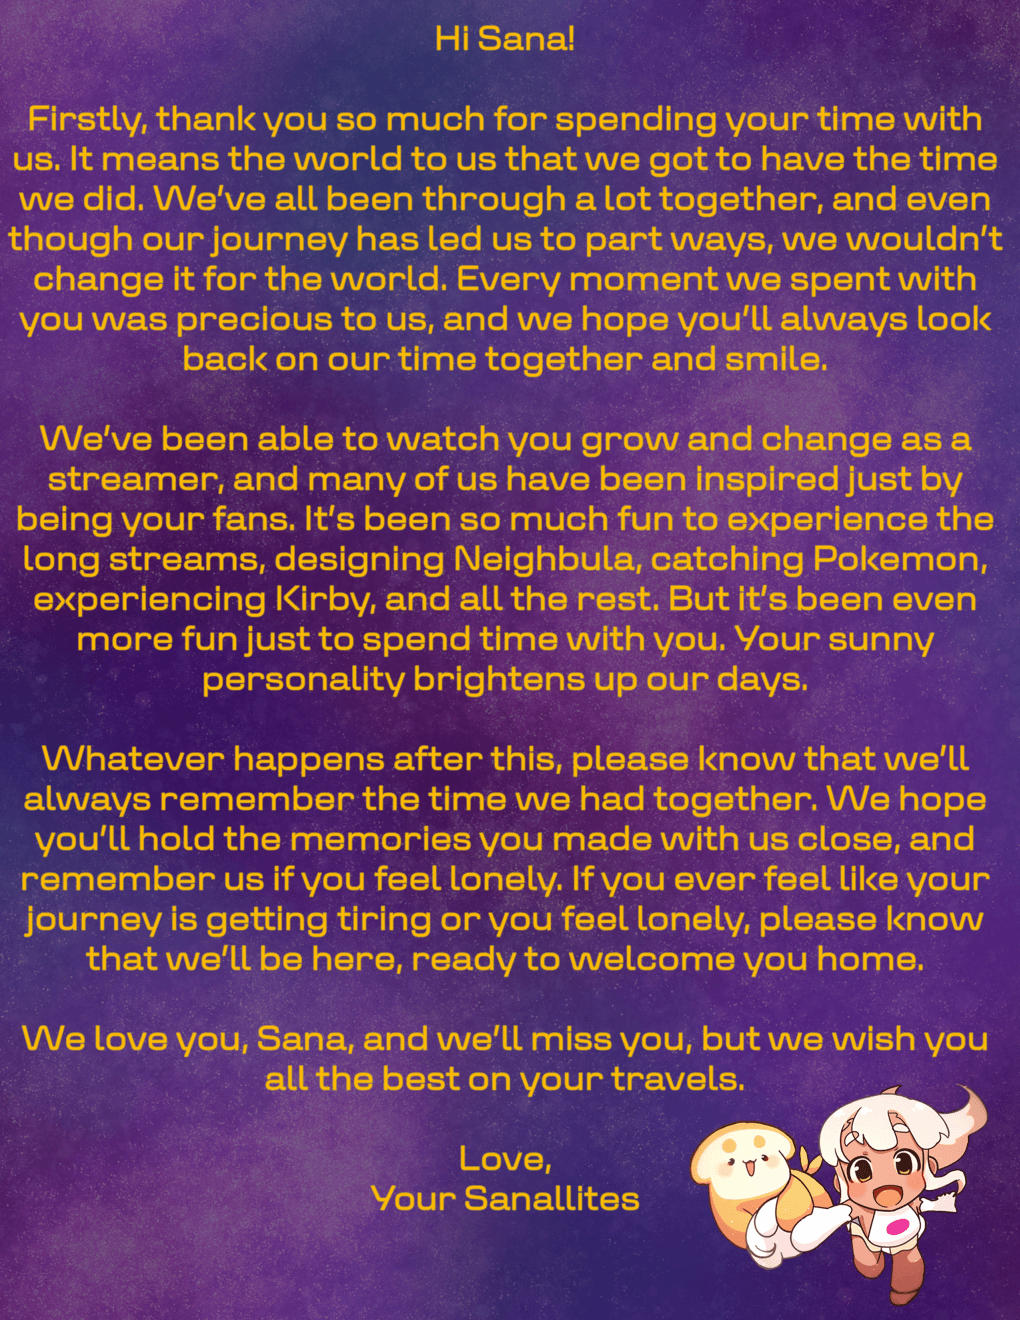 Hi Sana!
Firstly, thank you so much for spending your time with
us. It means the world to us that we got to have the time
we did. We've all been through a lot together, and even
though our journey has led us to part ways, we wouldn't
change it for the world. Every moment we spent with
you was precious to us, and we hope you'll always look
back on our time together and smile.
We've been able to watch you grow and change as a
streamer, and many of us have been inspired just by
being your fans. It's been so much fun to experience the
long streams, designing Neighbula, catching Pokemon,
experiencing Kirby, and all the rest. But it's been even
more fun just to spend time with you. Your sunny
personality brightens up our days.
Whatever happens after this, please know that we'll
always remember the time we had together. We hope
you'll hold the memories you made with us close, and
remember us if you feel lonely. If you ever feel like your
journey is getting tiring or you feel lonely, please know
that we'll be here, ready to welcome you home.
We love you, Sana, and we'll miss you, but we wish you
all the best on your travels.
Love,
Your Sanallites